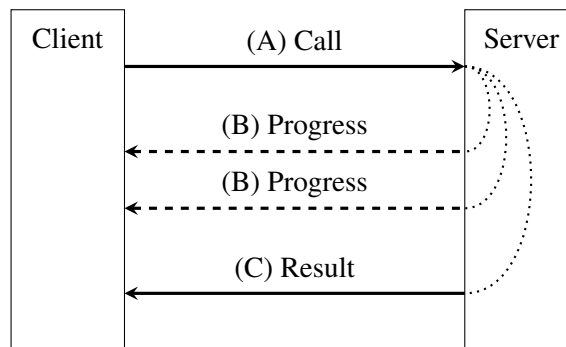 Client
(A) Call
Server
(B) Progress
(B) Progress
(C) Result